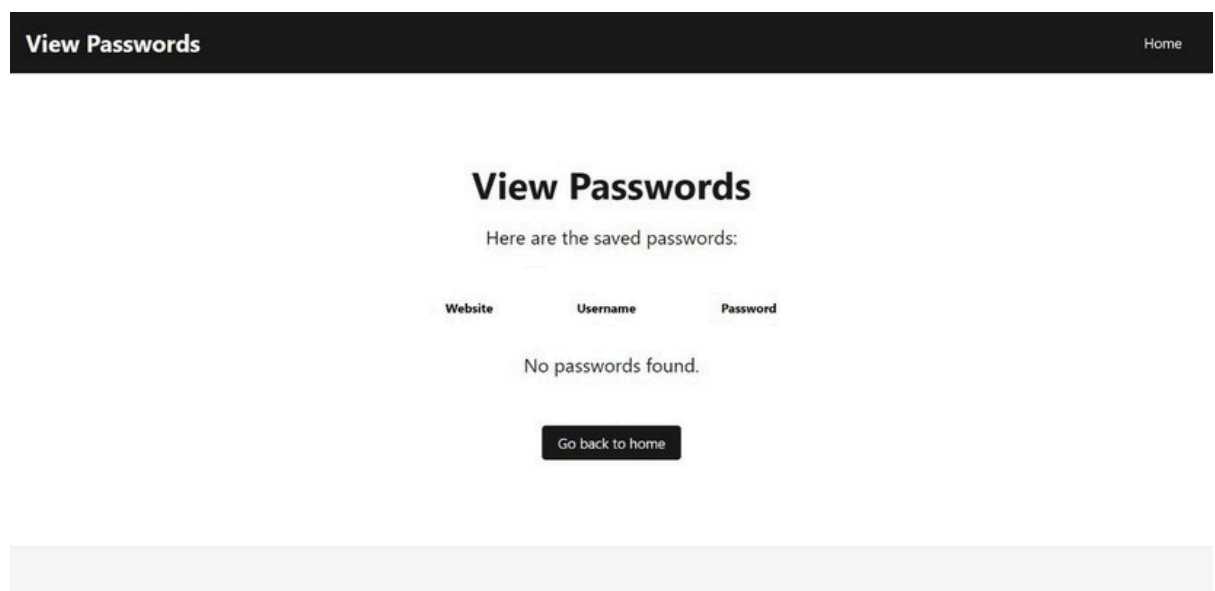 View Passwords
Home
View Passwords
Here are the saved passwords:
Website Username Password
No passwords found.
Go back to home